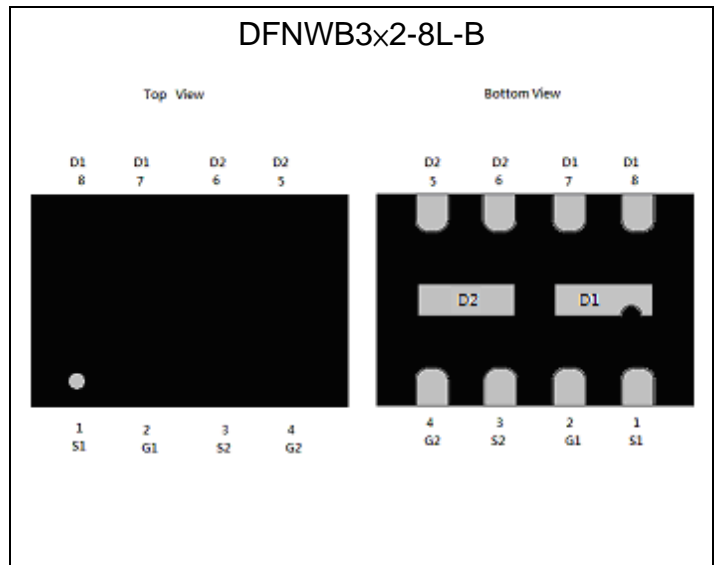 DFNWB3×2-8L-B
Top View
Bottom View
D1 D1 D2 D2
8 7 6 5
D2 D2 D1 D1
5 6 7 8
D2 D1
1 2 3 4
S1 G1 S2 G2
4 3 2 1
G2 S2 G1 S1